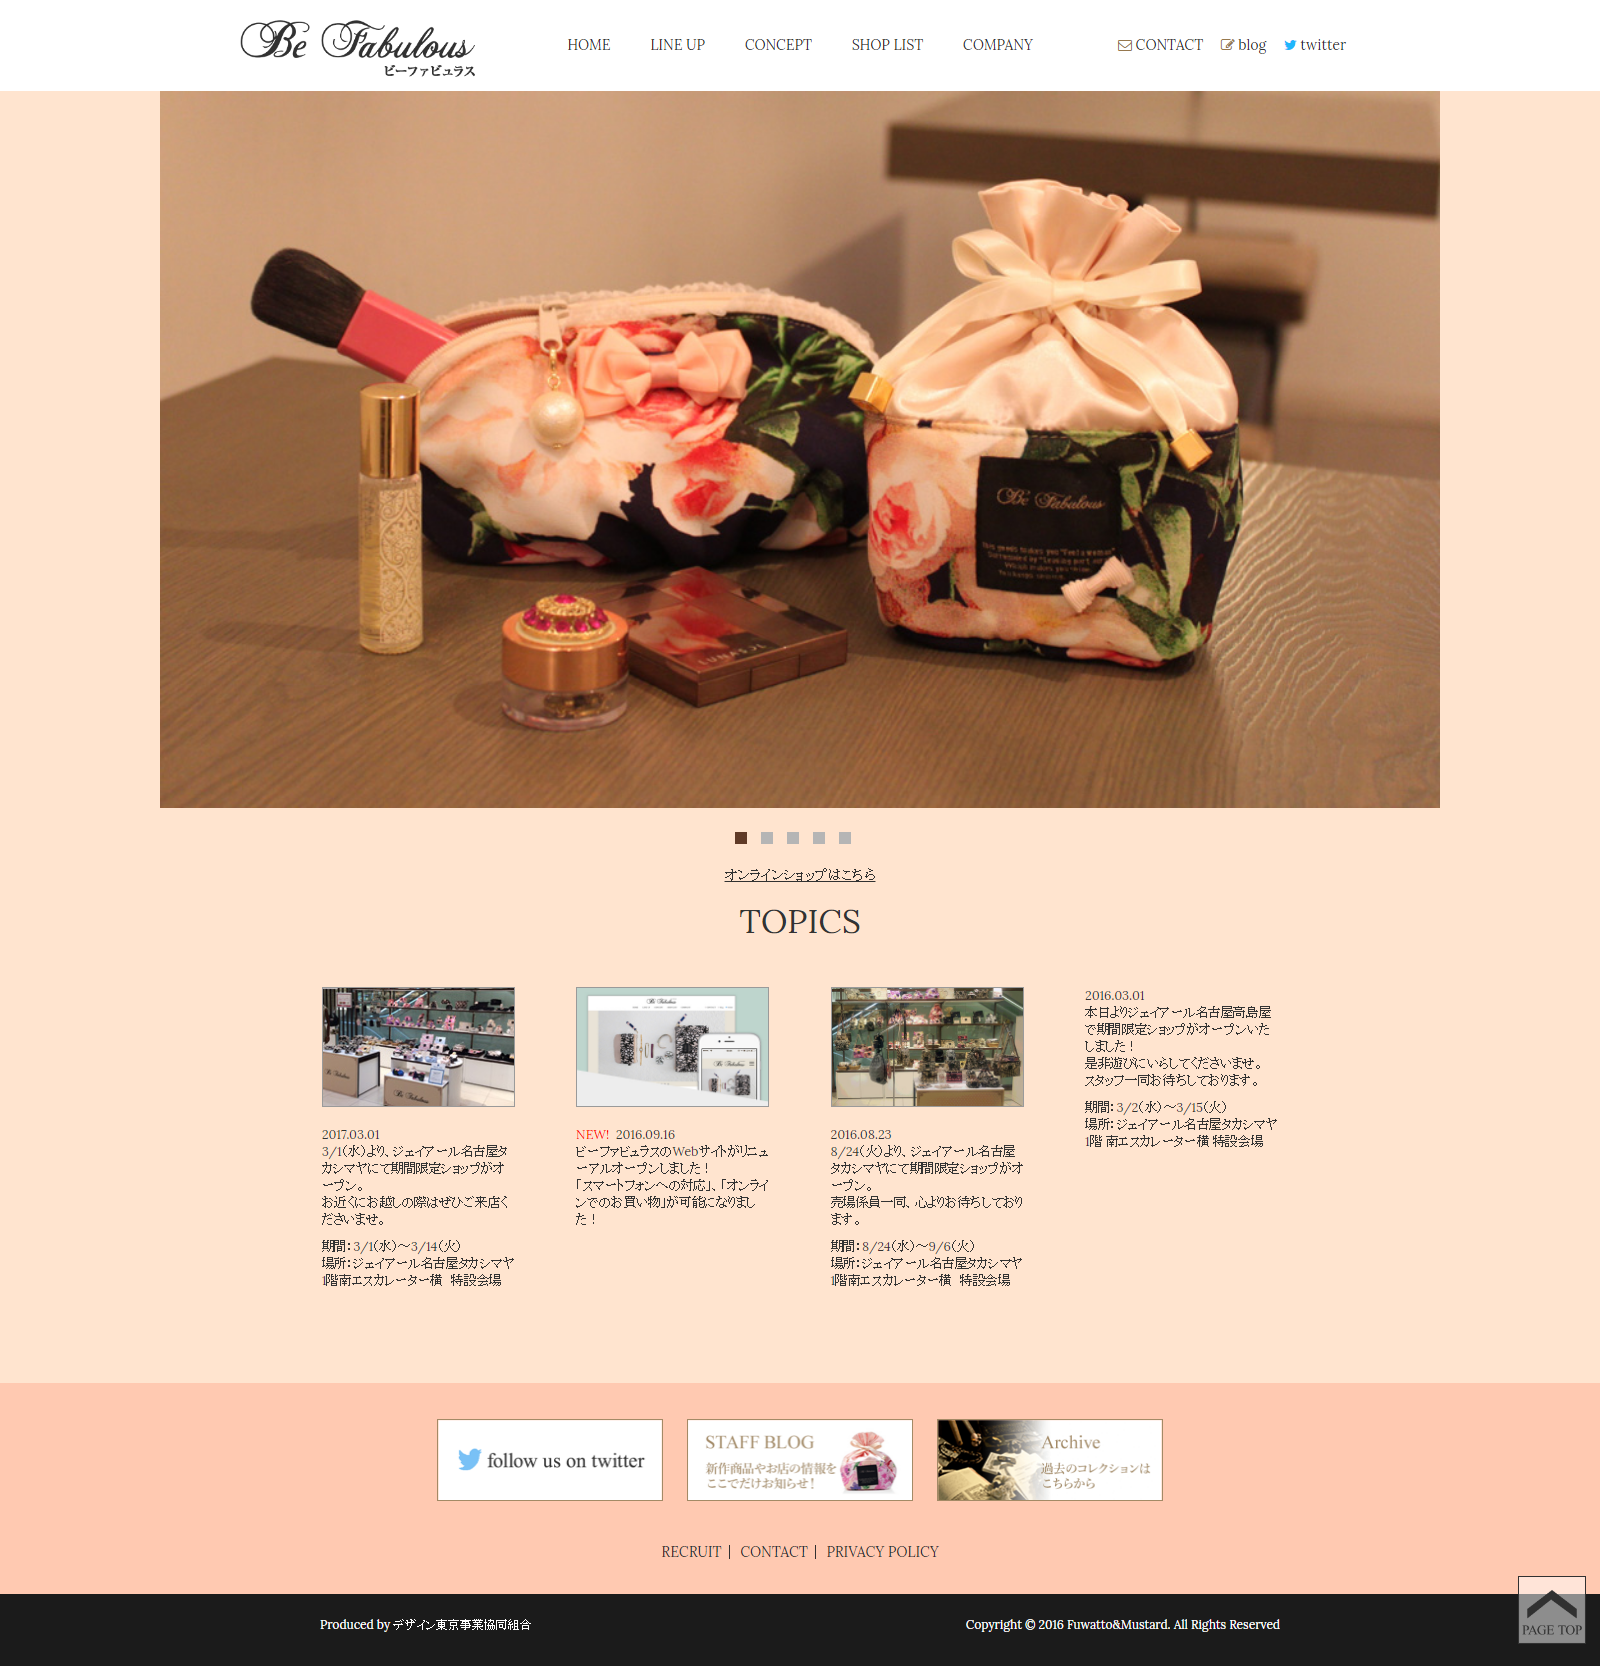 Be Fabulous
ビーファビュラス
HOME
LINE UP
CONCEPT
SHOP LIST
COMPANY
CONTACT
blog
twitter
Be Fabulous
LUNASOL
オンラインショップはこちら
TOPICS
2017.03.01
3/1(水)より、ジェイアール名古屋タ
カシマヤにて期間限定ショップがオ
ープン。
お近くにお越しの際はぜひご来店く
ださいませ。
期間：3/1(水)～3/14(火)
場所：ジェイアール名古屋タカシマヤ
1階南エスカレーター横　特設会場
NEW! 2016.09.16
ビーファビュラスのWebサイトがリニュ
ーアルオープンしました！
「スマートフォンへの対応」、「オンライ
ンでのお買い物」が可能になりまし
た！
2016.08.23
8/24(火)より、ジェイアール名古屋
タカシマヤにて期間限定ショップがオ
ープン。
売場係員一同、心よりお待ちしており
ます。
期間：8/24(水)～9/6(火)
場所：ジェイアール名古屋タカシマヤ
1階南エスカレーター横　特設会場
2016.03.01
本日よりジェイアール名古屋高島屋
で期間限定ショップがオープンいた
しました！
是非遊びにいらしてくださいませ。
スタッフ一同お待ちしております。
期間：3/2(水)～3/15(火)
場所：ジェイアール名古屋タカシマヤ
1階 南エスカレーター横 特設会場
follow us on twitter
STAFF BLOG
新作商品やお店の情報を
ここでだけお知らせ！
Archive
過去のコレクションは
こちらから
RECRUIT | CONTACT | PRIVACY POLICY
Produced by デザイン東京事業協同組合
Copyright © 2016 Fuwatto&Mustard. All Rights Reserved
PAGE TOP